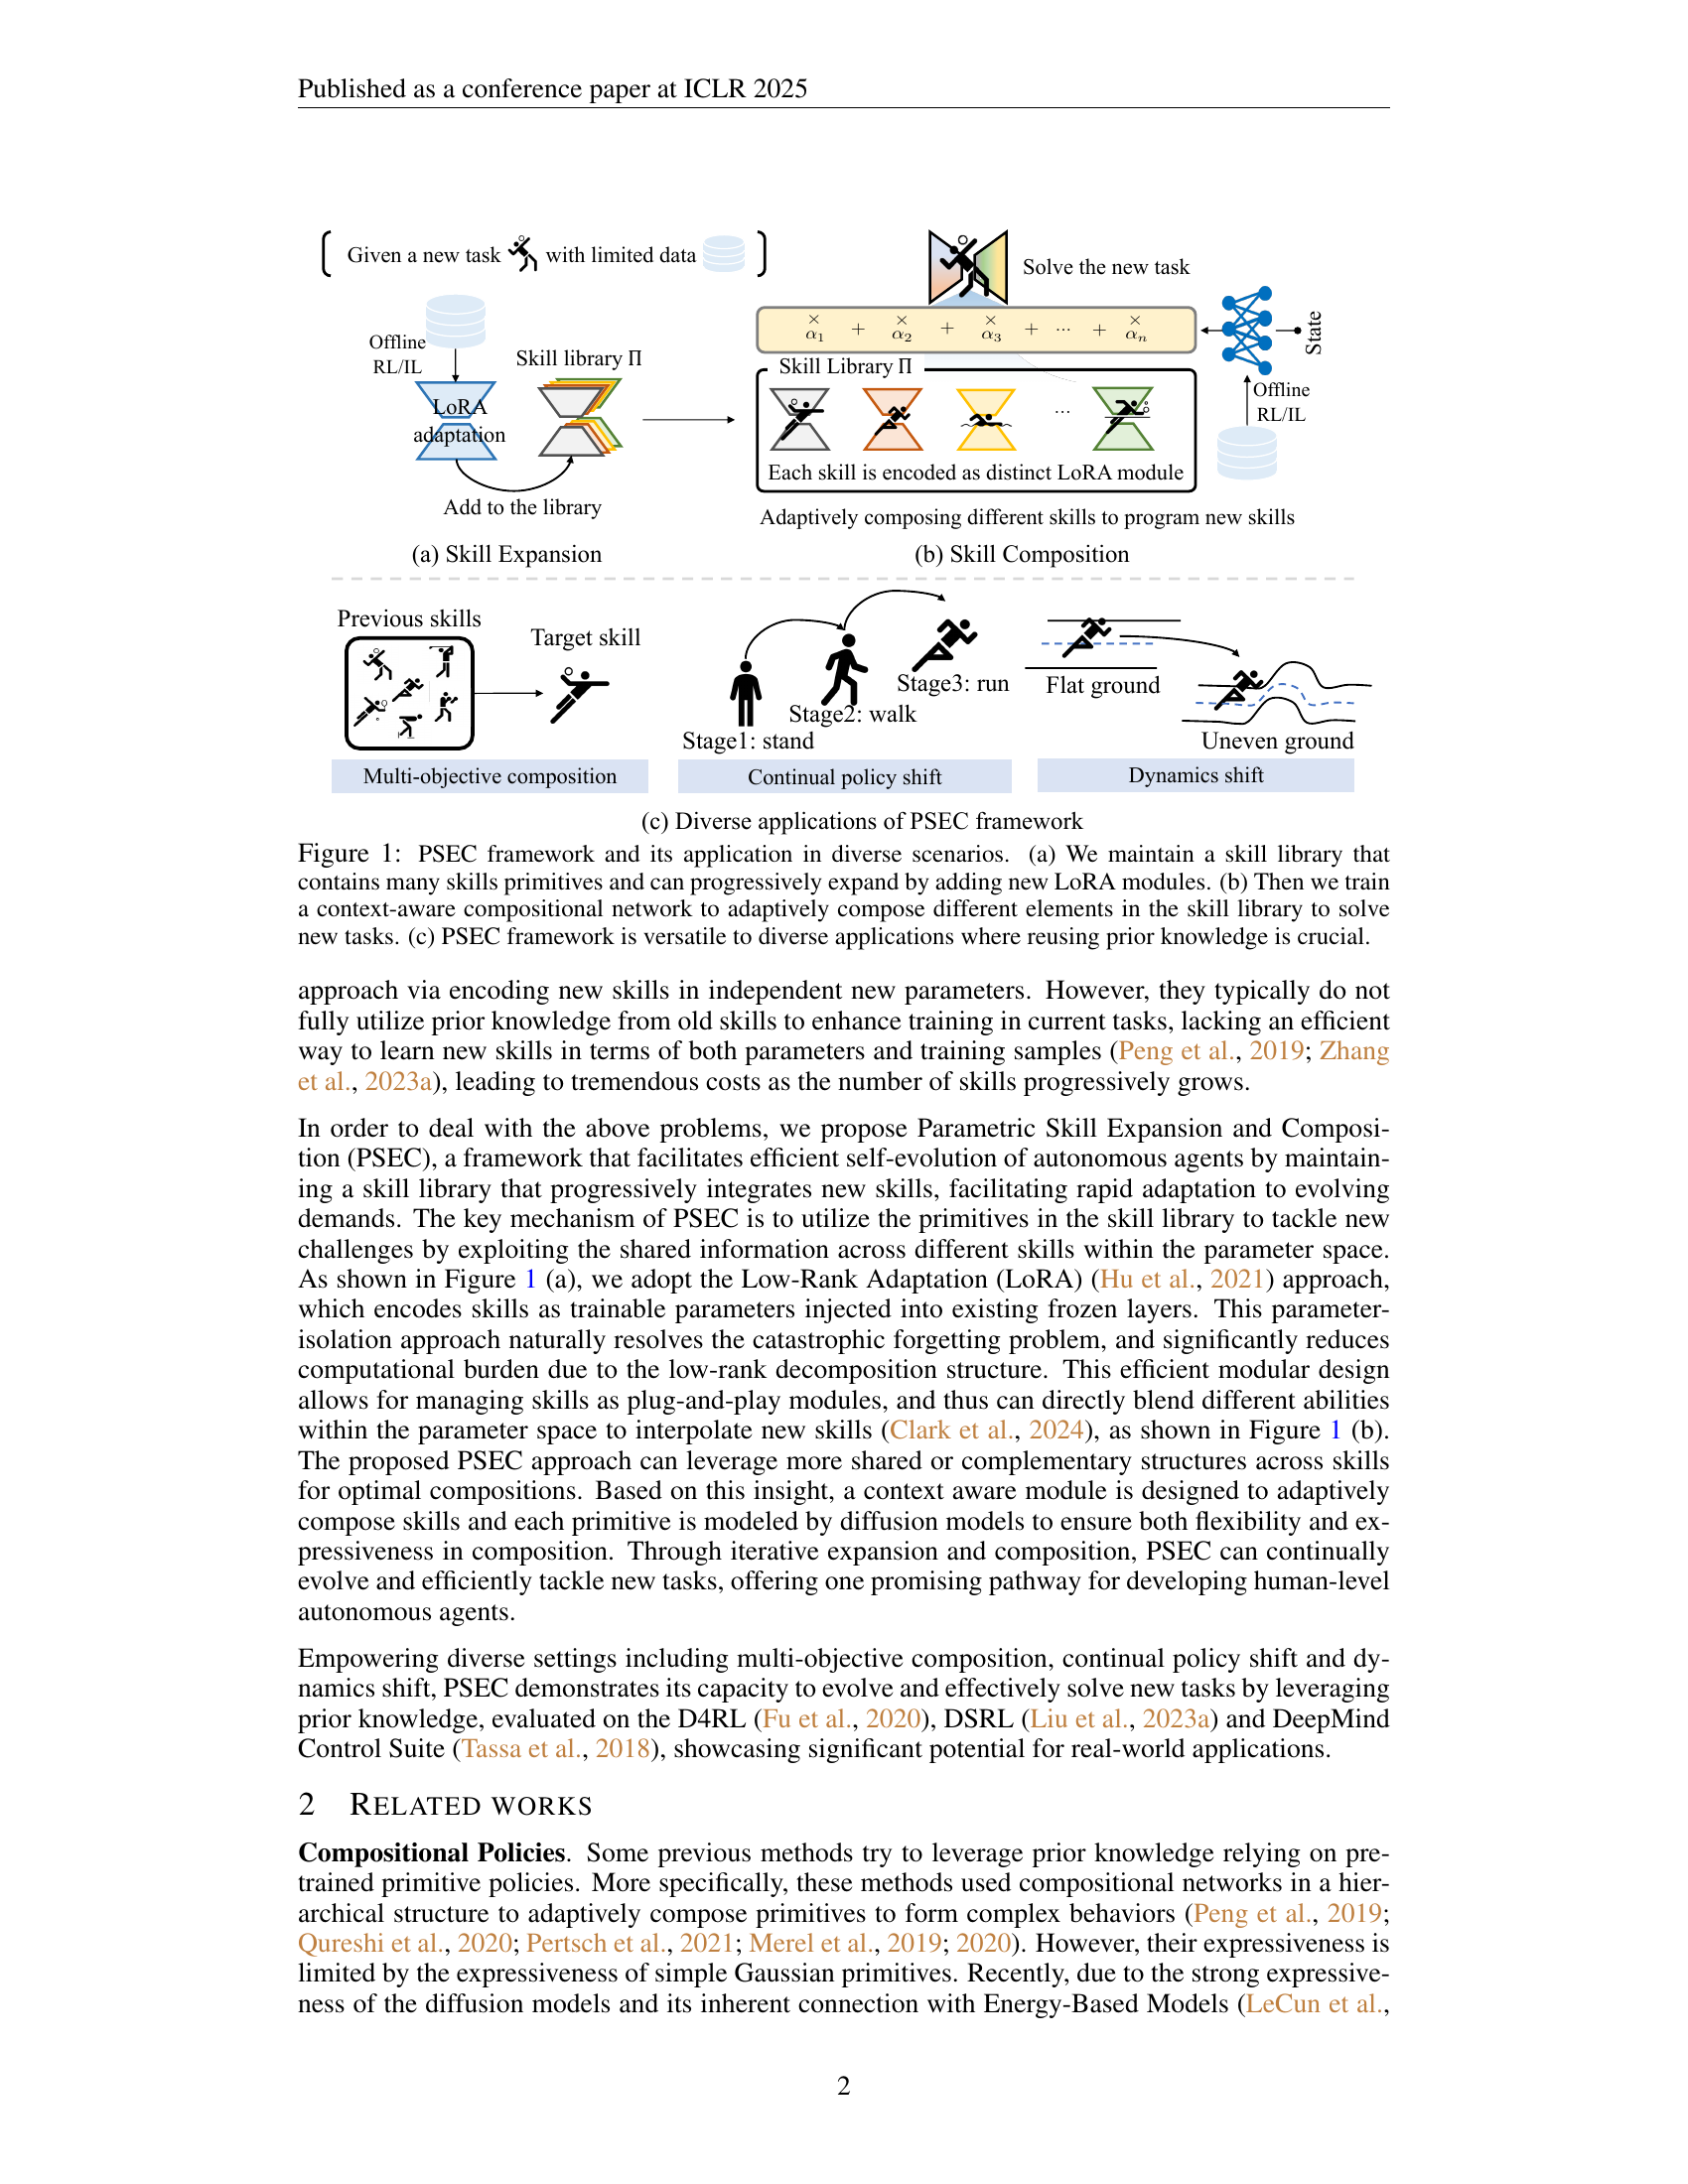 Published as a conference paper at ICLR 2025
Given a new task with limited data
Offline
RL/IL
LoRA
adaptation
Skill library Π
Add to the library
(a) Skill Expansion
Solve the new task
× α1 + × α2 + × α3 + ··· + × αn
State
Skill Library Π
...
Each skill is encoded as distinct LoRA module
Offline
RL/IL
Adaptively composing different skills to program new skills
(b) Skill Composition
Previous skills
Target skill
Multi-objective composition
Stage1: stand
Stage2: walk
Stage3: run
Continual policy shift
Flat ground
Uneven ground
Dynamics shift
(c) Diverse applications of PSEC framework
Figure 1: PSEC framework and its application in diverse scenarios. (a) We maintain a skill library that
contains many skills primitives and can progressively expand by adding new LoRA modules. (b) Then we train
a context-aware compositional network to adaptively compose different elements in the skill library to solve
new tasks. (c) PSEC framework is versatile to diverse applications where reusing prior knowledge is crucial.
approach via encoding new skills in independent new parameters. However, they typically do not
fully utilize prior knowledge from old skills to enhance training in current tasks, lacking an efficient
way to learn new skills in terms of both parameters and training samples (Peng et al., 2019; Zhang
et al., 2023a), leading to tremendous costs as the number of skills progressively grows.
In order to deal with the above problems, we propose Parametric Skill Expansion and Composi-
tion (PSEC), a framework that facilitates efficient self-evolution of autonomous agents by maintain-
ing a skill library that progressively integrates new skills, facilitating rapid adaptation to evolving
demands. The key mechanism of PSEC is to utilize the primitives in the skill library to tackle new
challenges by exploiting the shared information across different skills within the parameter space.
As shown in Figure 1 (a), we adopt the Low-Rank Adaptation (LoRA) (Hu et al., 2021) approach,
which encodes skills as trainable parameters injected into existing frozen layers. This parameter-
isolation approach naturally resolves the catastrophic forgetting problem, and significantly reduces
computational burden due to the low-rank decomposition structure. This efficient modular design
allows for managing skills as plug-and-play modules, and thus can directly blend different abilities
within the parameter space to interpolate new skills (Clark et al., 2024), as shown in Figure 1 (b).
The proposed PSEC approach can leverage more shared or complementary structures across skills
for optimal compositions. Based on this insight, a context aware module is designed to adaptively
compose skills and each primitive is modeled by diffusion models to ensure both flexibility and ex-
pressiveness in composition. Through iterative expansion and composition, PSEC can continually
evolve and efficiently tackle new tasks, offering one promising pathway for developing human-level
autonomous agents.
Empowering diverse settings including multi-objective composition, continual policy shift and dy-
namics shift, PSEC demonstrates its capacity to evolve and effectively solve new tasks by leveraging
prior knowledge, evaluated on the D4RL (Fu et al., 2020), DSRL (Liu et al., 2023a) and DeepMind
Control Suite (Tassa et al., 2018), showcasing significant potential for real-world applications.
2 RELATED WORKS
Compositional Policies. Some previous methods try to leverage prior knowledge relying on pre-
trained primitive policies. More specifically, these methods used compositional networks in a hier-
archical structure to adaptively compose primitives to form complex behaviors (Peng et al., 2019;
Qureshi et al., 2020; Pertsch et al., 2021; Merel et al., 2019; 2020). However, their expressiveness is
limited by the expressiveness of simple Gaussian primitives. Recently, due to the strong expressive-
ness of the diffusion models and its inherent connection with Energy-Based Models (LeCun et al.,
2